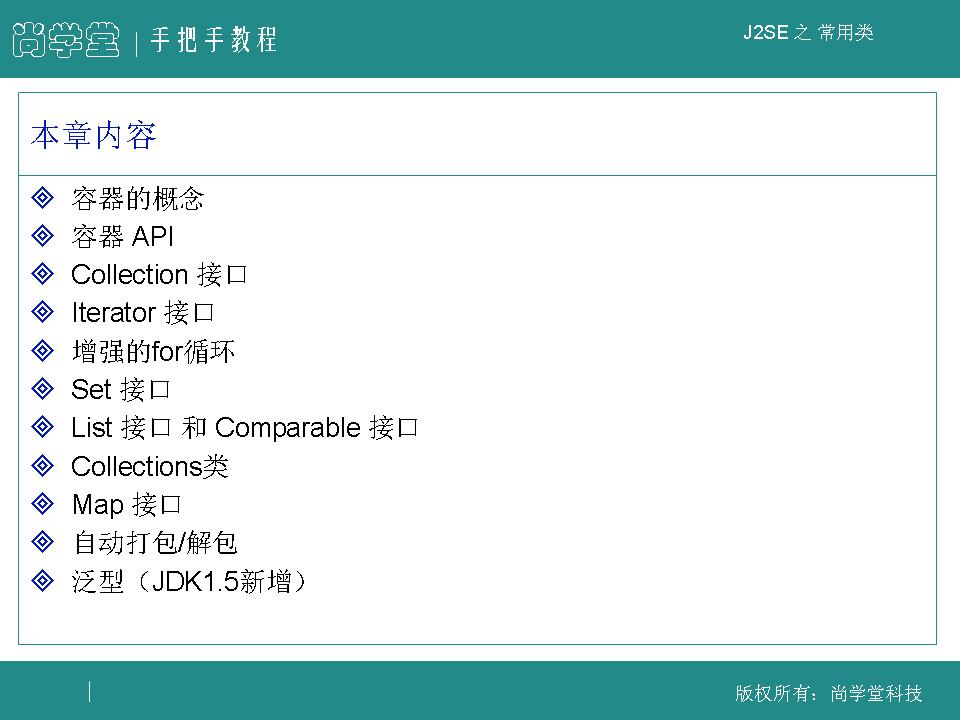 尚学堂 | 手把手教程
J2SE 之 常用类
本章内容
容器的概念
容器 API
Collection 接口
Iterator 接口
增强的for循环
Set 接口
List 接口 和 Comparable 接口
Collections类
Map 接口
自动打包/解包
泛型（JDK1.5新增）
版权所有：尚学堂科技